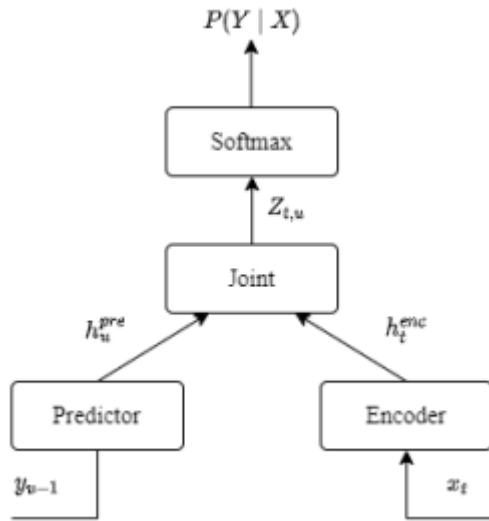 P(Y | X)
Softmax
Z_{t,u}
Joint
h_u^{pre}
h_t^{enc}
Predictor
Encoder
y_{v-1}
x_t